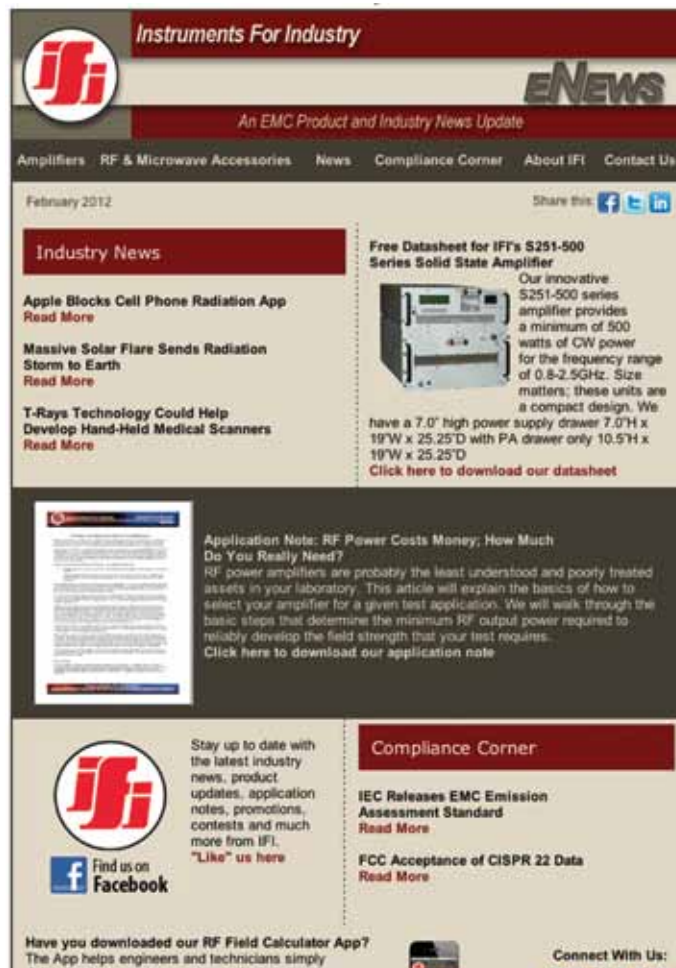 Instruments For Industry
ifi
eNews
An EMC Product and Industry News Update
Amplifiers RF & Microwave Accessories News Compliance Corner About IFI Contact Us
February 2012
Share this:
Industry News
Apple Blocks Cell Phone Radiation App
Read More
Massive Solar Flare Sends Radiation
Storm to Earth
Read More
T-Rays Technology Could Help
Develop Hand-Held Medical Scanners
Read More
Free Datasheet for IFI's S251-500
Series Solid State Amplifier
Our innovative
S251-500 series
amplifier provides
a minimum of 500
watts of CW power
for the frequency range
of 0.8-2.5GHz. Size
matters; these units are
a compact design. We
have a 7.0" high power supply drawer 7.0"H x
19"W x 25.25"D with PA drawer only 10.5"H x
19"W x 25.25"D
Click here to download our datasheet
Application Note: RF Power Costs Money; How Much
Do You Really Need?
RF power amplifiers are probably the least understood and poorly treated
assets in your laboratory. This article will explain the basics of how to
select your amplifier for a given test application. We will walk through the
basic steps that determine the minimum RF output power required to
reliably develop the field strength that your test requires.
Click here to download our application note
ifi
Find us on
Facebook
Stay up to date with
the latest industry
news, product
updates, application
notes, promotions,
contests and much
more from IFI.
"Like" us here
Compliance Corner
IEC Releases EMC Emission
Assessment Standard
Read More
FCC Acceptance of CISPR 22 Data
Read More
Have you downloaded our RF Field Calculator App?
The App helps engineers and technicians simply
Connect With Us: